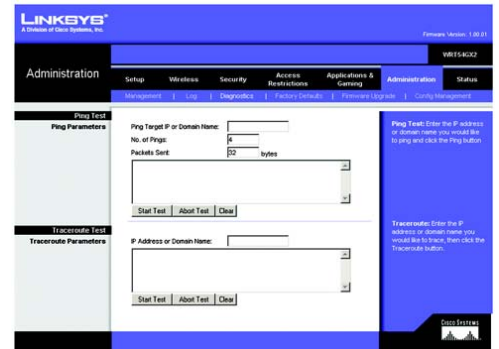 LINKSYS®
A Division of Cisco Systems, Inc.
Firmware Version: 1.00.01
WRT54GX2
Administration
Setup
Wireless
Security
Access Restrictions
Applications & Gaming
Administration
Status
Management | Log | Diagnostics | Factory Defaults | Firmware Upgrade | Config Management
Ping Test
Ping Parameters
Ping Target IP or Domain Name:
No. of Pings: 4
Packets Sent: 32 bytes
Start Test Abort Test Clear
Ping Test: Enter the IP address
or domain name you would like
to ping and click the Ping button
Traceroute Test
Traceroute Parameters
IP Address or Domain Name:
Start Test Abort Test Clear
Traceroute: Enter the IP
address or domain name you
would like to trace, then click the
Traceroute button.
CISCO SYSTEMS